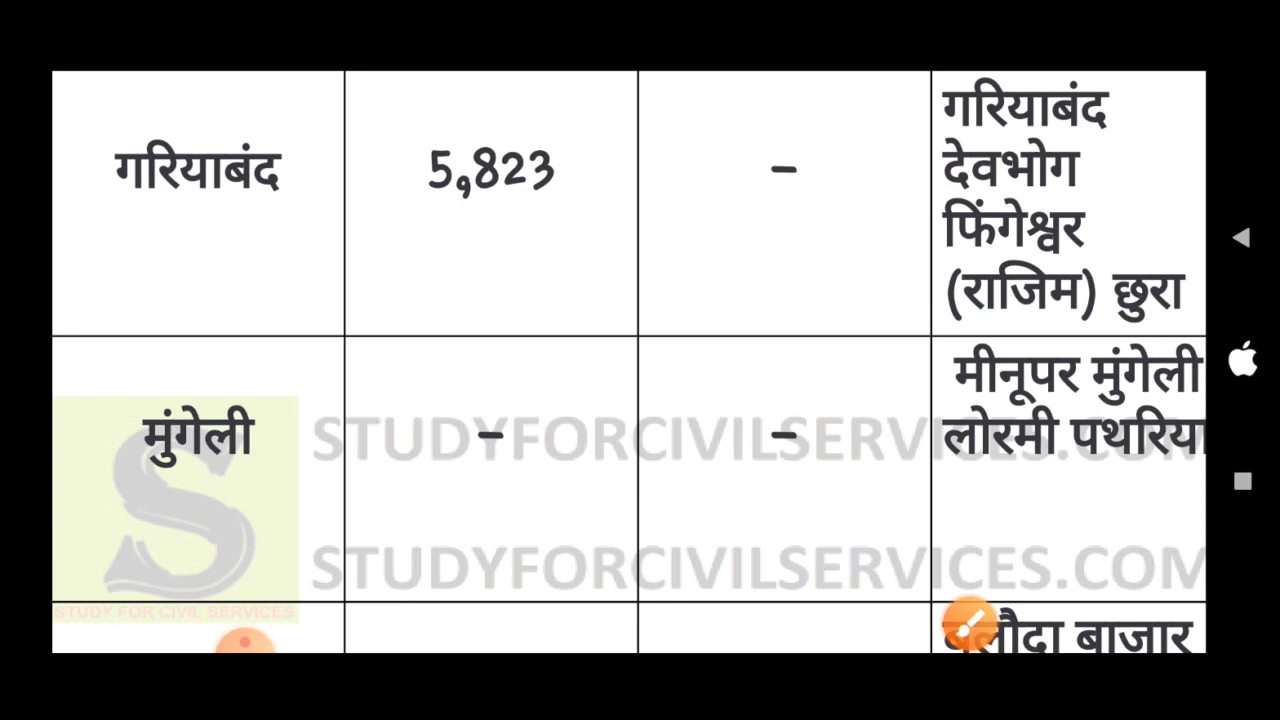 गरियाबंद
5,823
–
गरियाबंद
देवभोग
फिंगेश्वर
(राजिम) छुरा
मुंगेली
–
–
मीनूपर मुंगेली
लोरमी पथरिया
STUDYFORCIVILSERVICES.COM
STUDYFORCIVILSERVICES.COM
S
STUDY FOR CIVIL SERVICES
बाजार